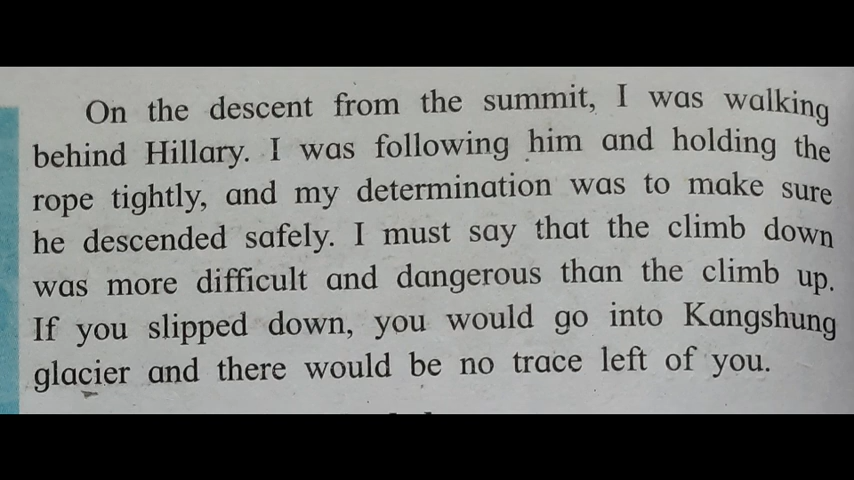 On the descent from the summit, I was walking
behind Hillary. I was following him and holding the
rope tightly, and my determination was to make sure
he descended safely. I must say that the climb down
was more difficult and dangerous than the climb up.
If you slipped down, you would go into Kangshung
glacier and there would be no trace left of you.